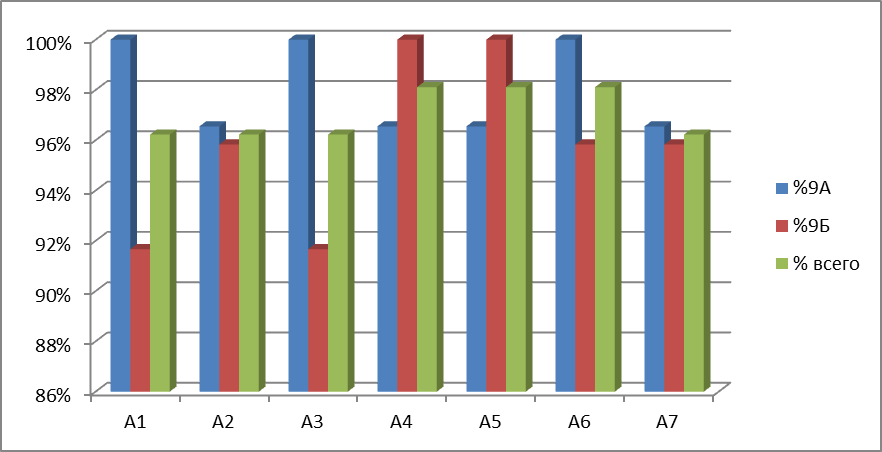 100%
98%
96%
94%
92%
90%
88%
86%
А1
А2
А3
А4
А5
А6
А7
%9А
%9Б
% всего